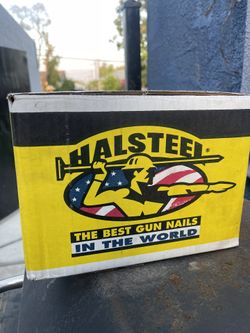 HALSTEEL®
THE BEST GUN NAILS
IN THE WORLD